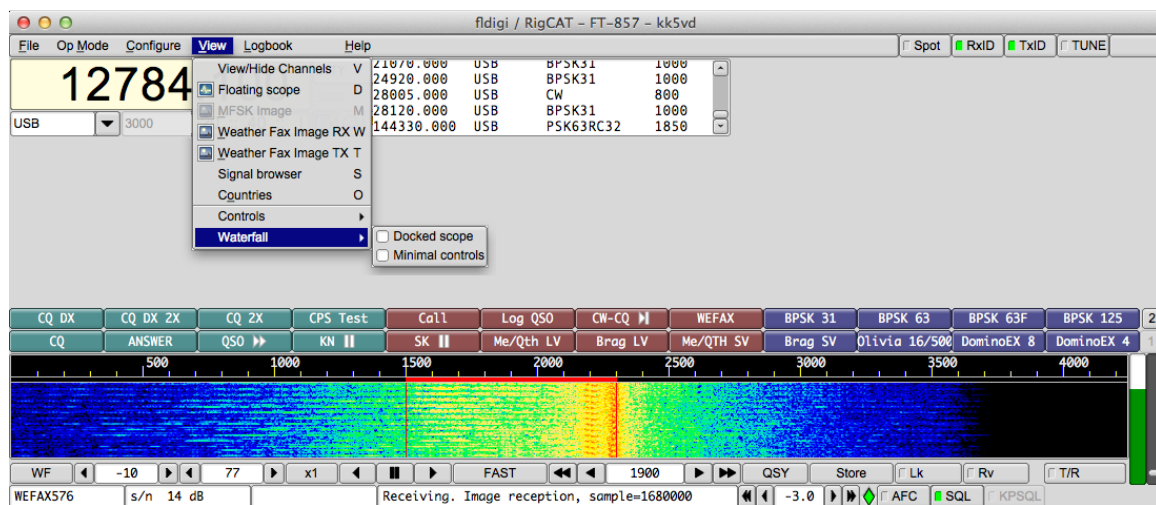 fldigi / RigCAT - FT-857 - kk5vd
File Op Mode Configure View Logbook Help Spot RxID TxID TUNE
12784
USB 3000
View/Hide Channels V
Floating scope D
MFSK Image M
Weather Fax Image RX W
Weather Fax Image TX T
Signal browser S
Countries O
Controls
Waterfall
Docked scope
Minimal controls
21070.000 USB BPSK31 1000
24920.000 USB BPSK31 1000
28005.000 USB CW 800
28120.000 USB BPSK31 1000
144330.000 USB PSK63RC32 1850
CQ DX CQ DX 2X CQ 2X CPS Test Call Log QSO CW-CQ WEFAX BPSK 31 BPSK 63 BPSK 63F BPSK 125 2
CQ ANSWER QSO KN SK Me/Qth LV Brag LV Me/QTH SV Brag SV Olivia 16/500 DominoEX 8 DominoEX 4 1
500 1000 1500 2000 2500 3000 3500 4000
WF -10 77 x1 FAST 1900 QSY Store Lk Rv T/R
WEFAX576 s/n 14 dB Receiving. Image reception, sample=1680000 -3.0 AFC SQL KPSQL